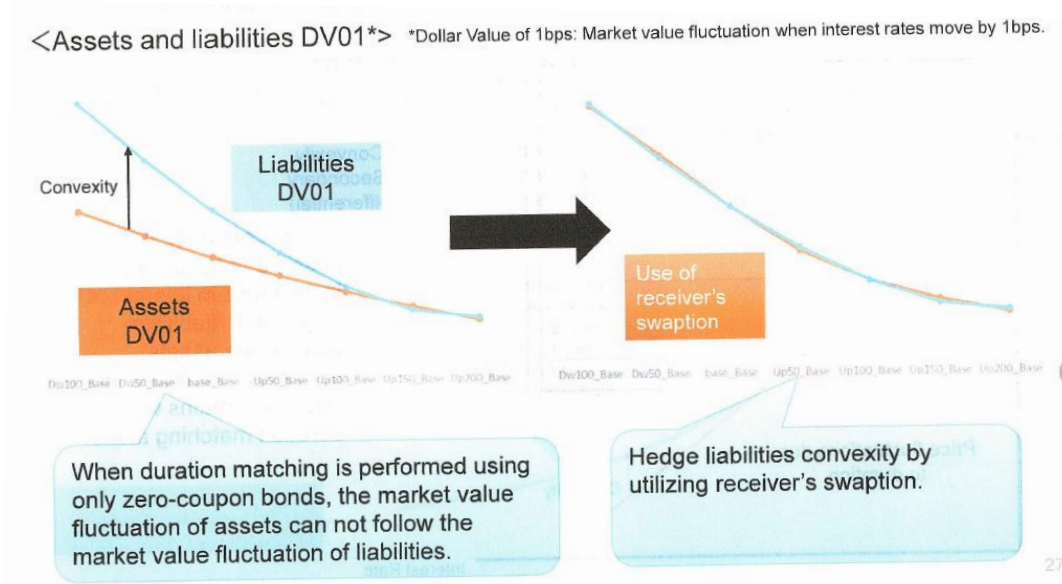 <Assets and liabilities DV01*> *Dollar Value of 1bps: Market value fluctuation when interest rates move by 1bps.
Convexity
Liabilities
DV01
Assets
DV01
Use of
receiver's
swaption
Dw100_Base Dw50_Base base_Base Up50_Base Up100_Base Up150_Base Up200_Base
Dw100_Base Dw50_Base base_Base Up50_Base Up100_Base Up150_Base Up200_Base
When duration matching is performed using
only zero-coupon bonds, the market value
fluctuation of assets can not follow the
market value fluctuation of liabilities.
Hedge liabilities convexity by
utilizing receiver's swaption.
27